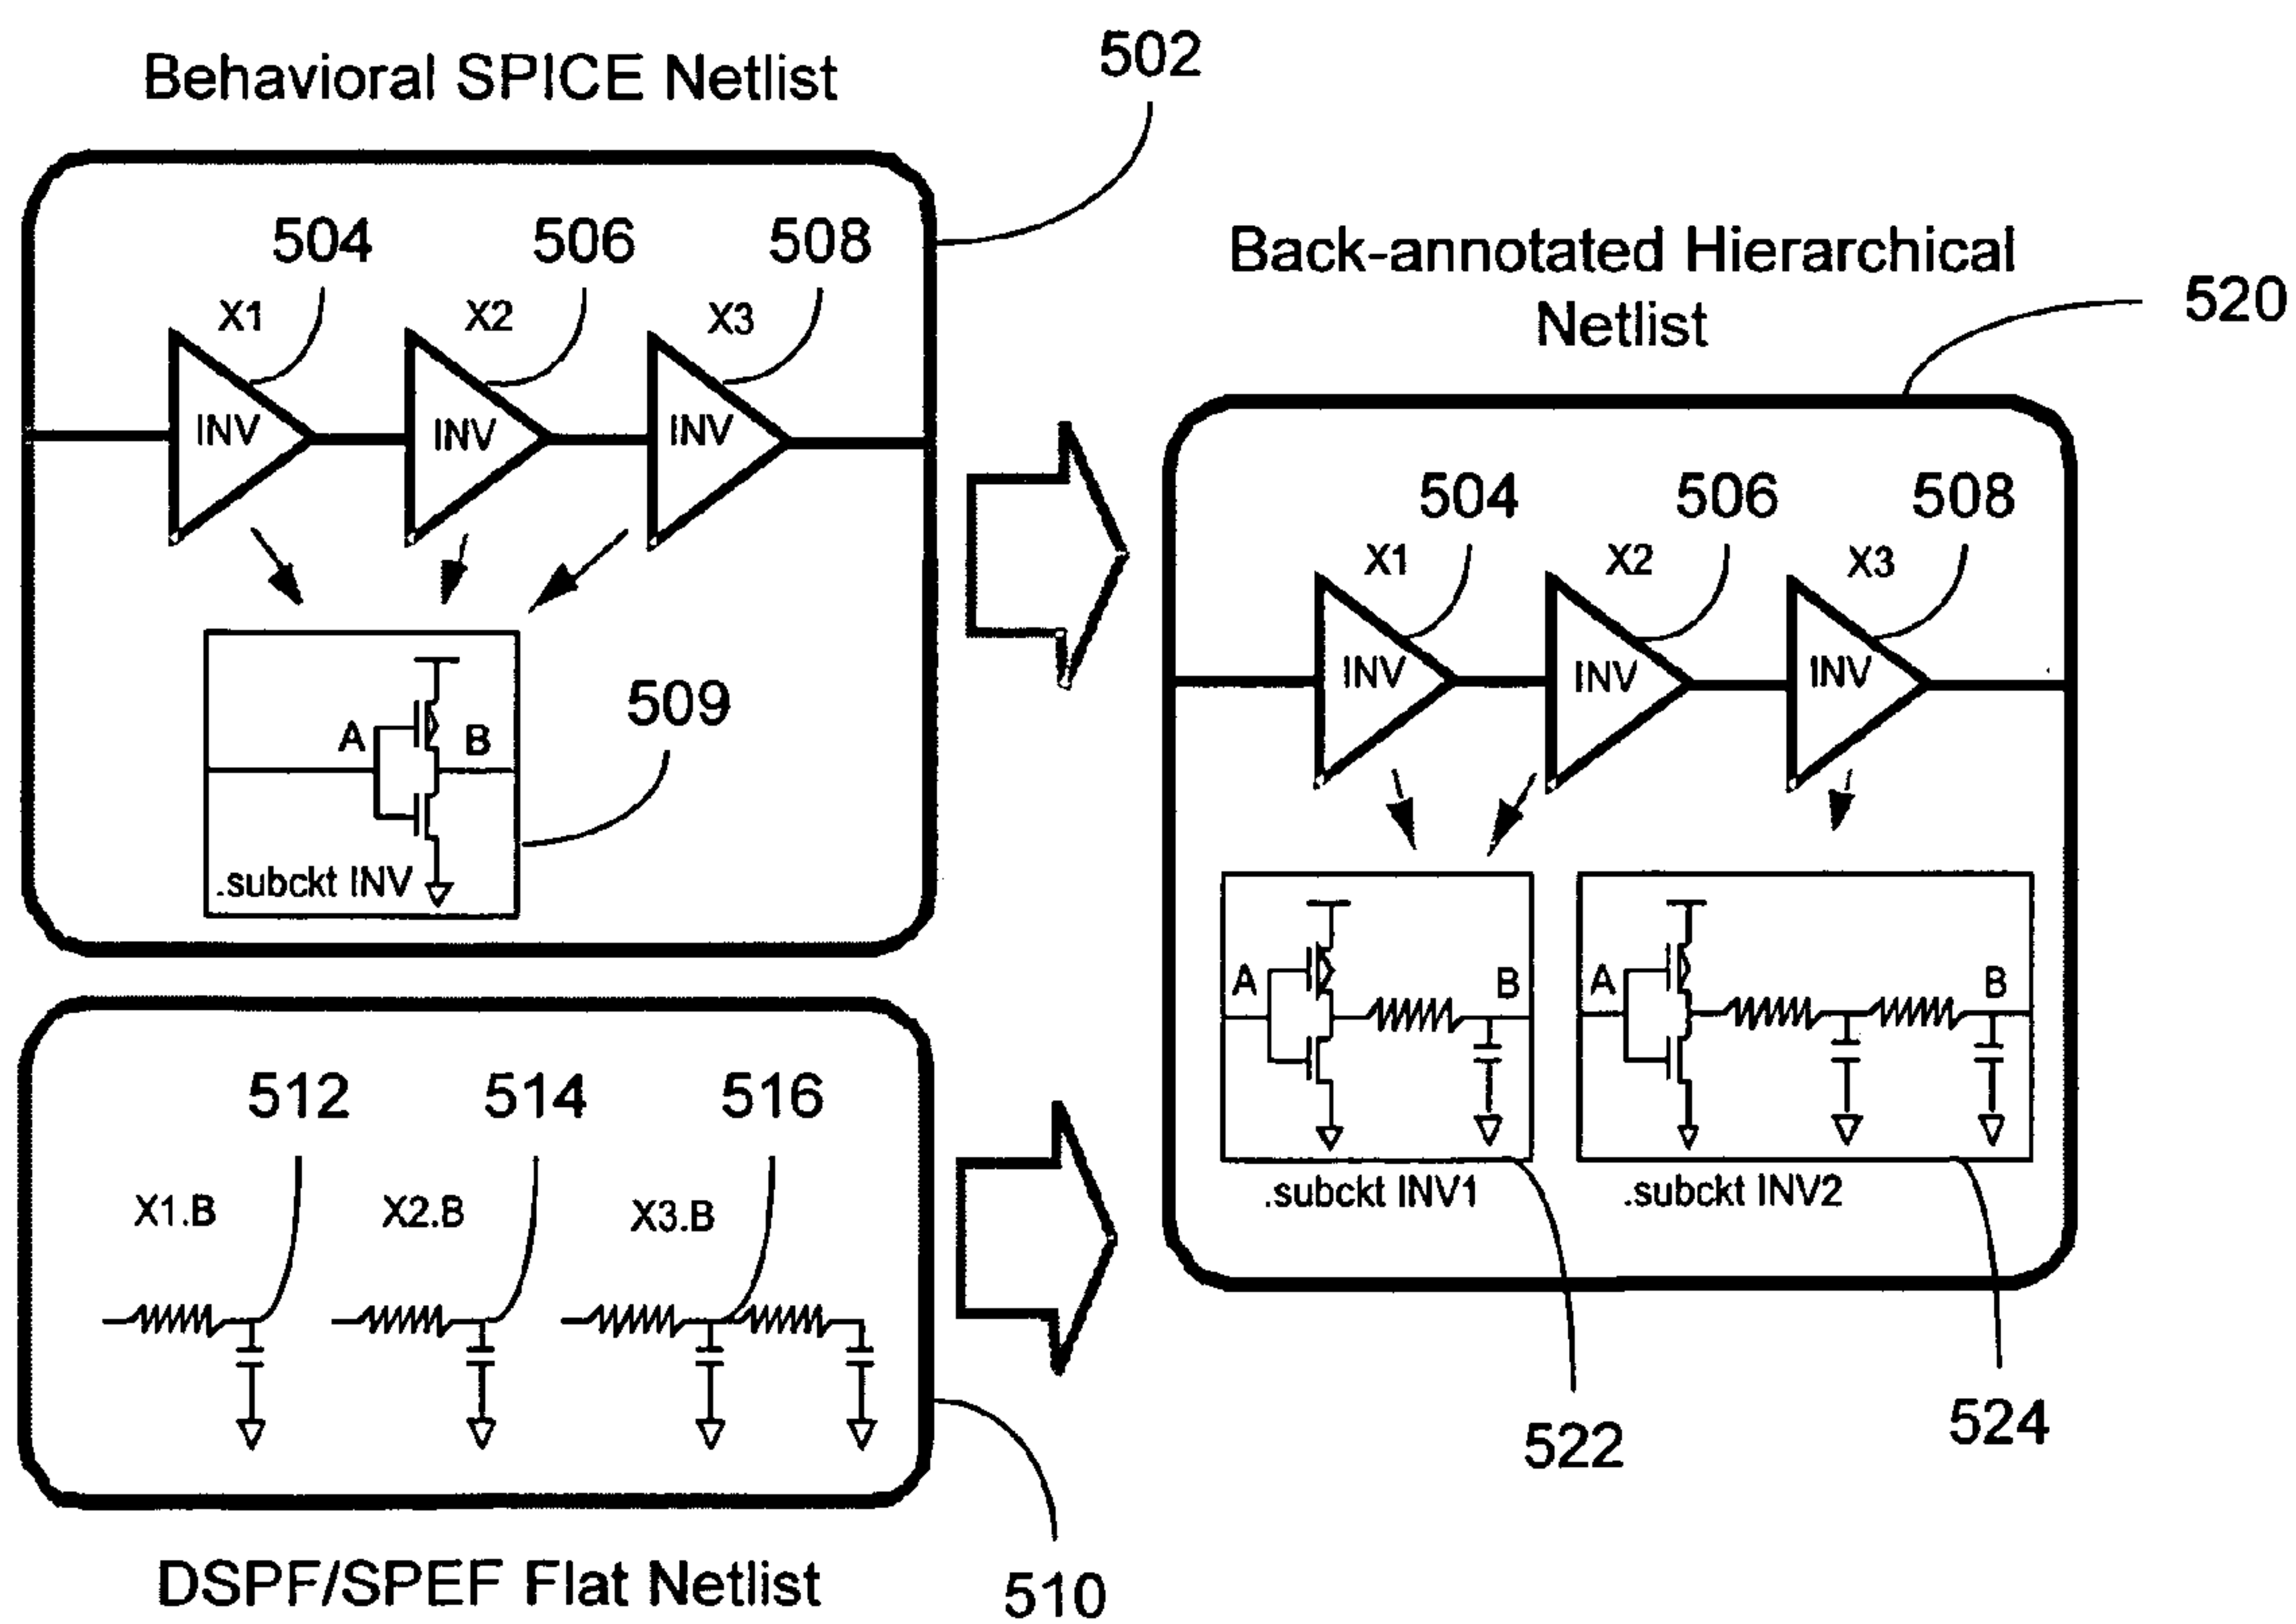 Behavioral SPICE Netlist
502
504
506
508
X1
X2
X3
INV
INV
INV
A
B
509
.subckt INV
512
514
516
X1.B
X2.B
X3.B
DSPF/SPEF Flat Netlist
510
Back-annotated Hierarchical
Netlist
520
504
506
508
X1
X2
X3
INV
INV
INV
A
B
A
B
.subckt INV1
.subckt INV2
522
524